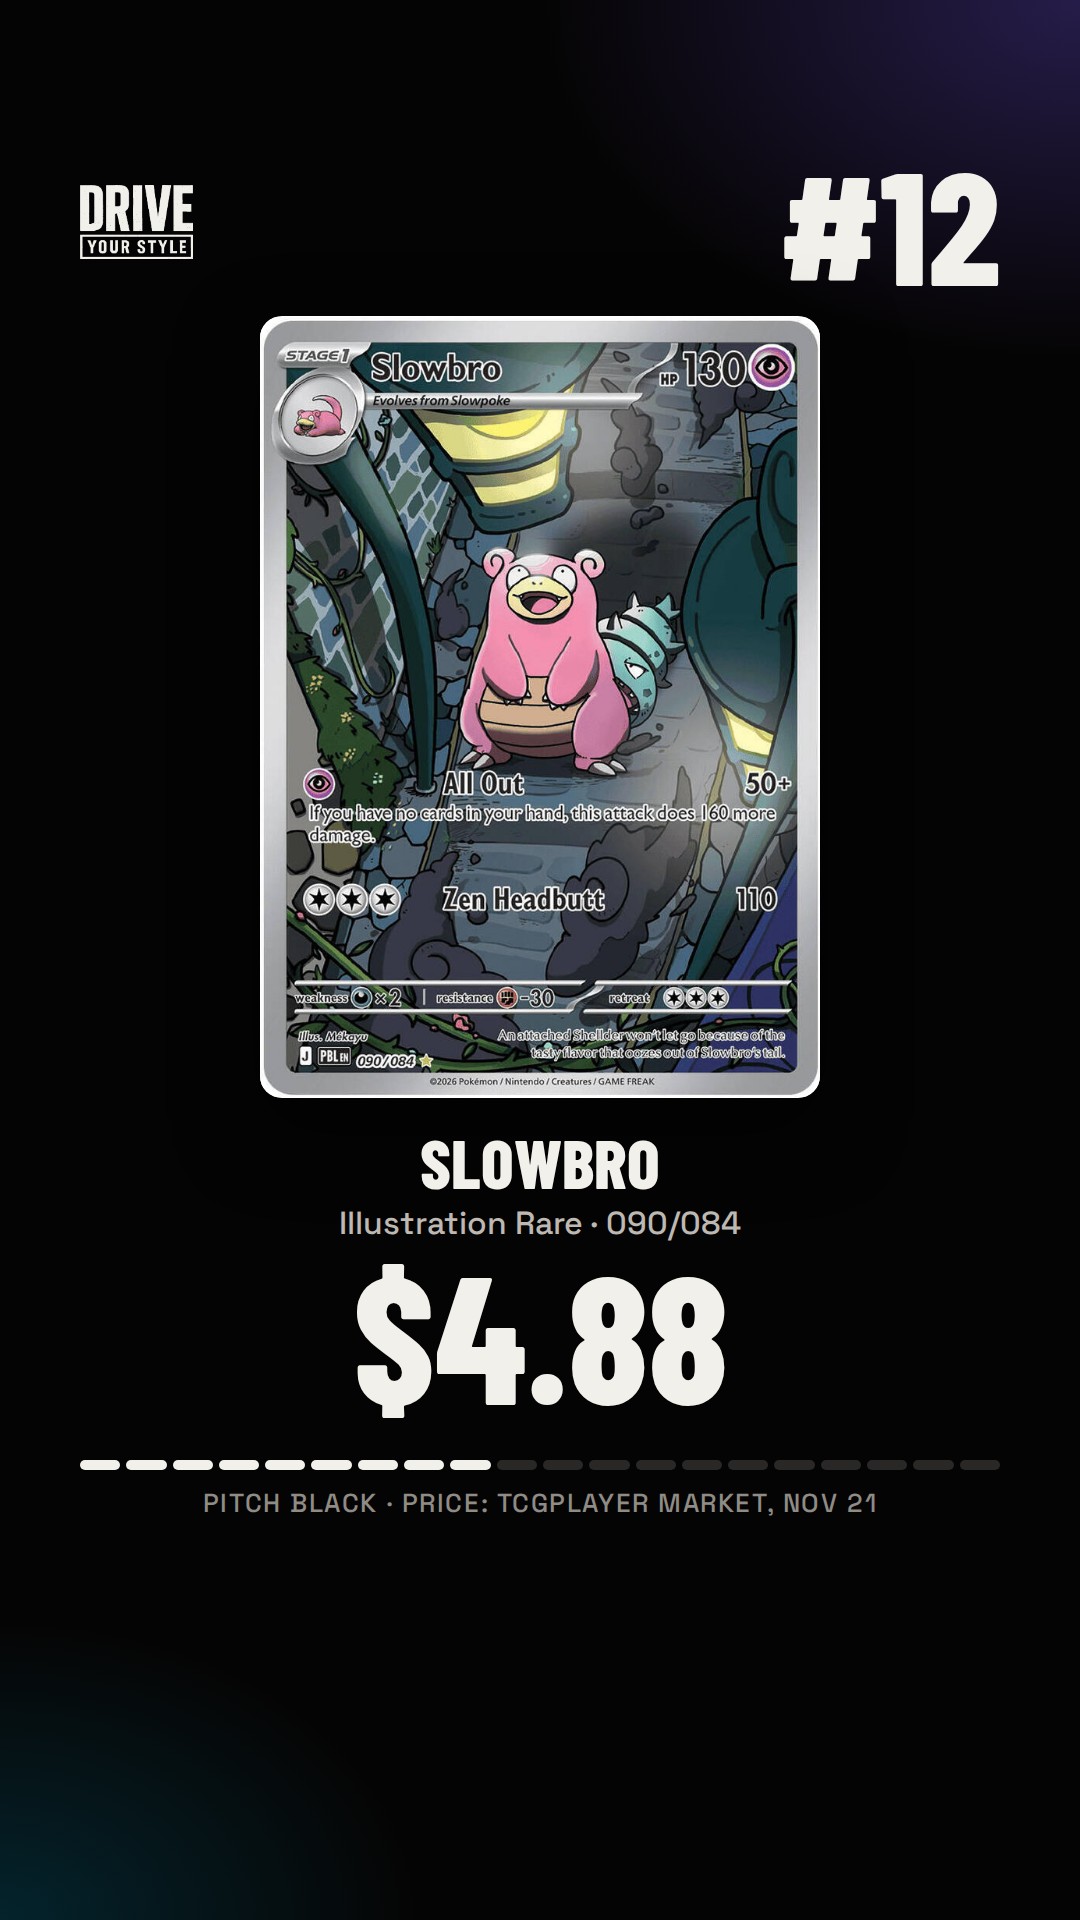 DRIVE
YOUR STYLE
#12
STAGE1
Slowbro
HP 130
Evolves from Slowpoke
All Out 50+
If you have no cards in your hand, this attack does 160 more
damage.
Zen Headbutt 110
weakness ×2 resistance -30 retreat
Illus. Mékayu
An attached Shellder won't let go because of the
tasty flavor that oozes out of Slowbro's tail.
J PBL EN 090/084
©2026 Pokémon / Nintendo / Creatures / GAME FREAK
SLOWBRO
Illustration Rare · 090/084
$4.88
PITCH BLACK · PRICE: TCGPLAYER MARKET, NOV 21